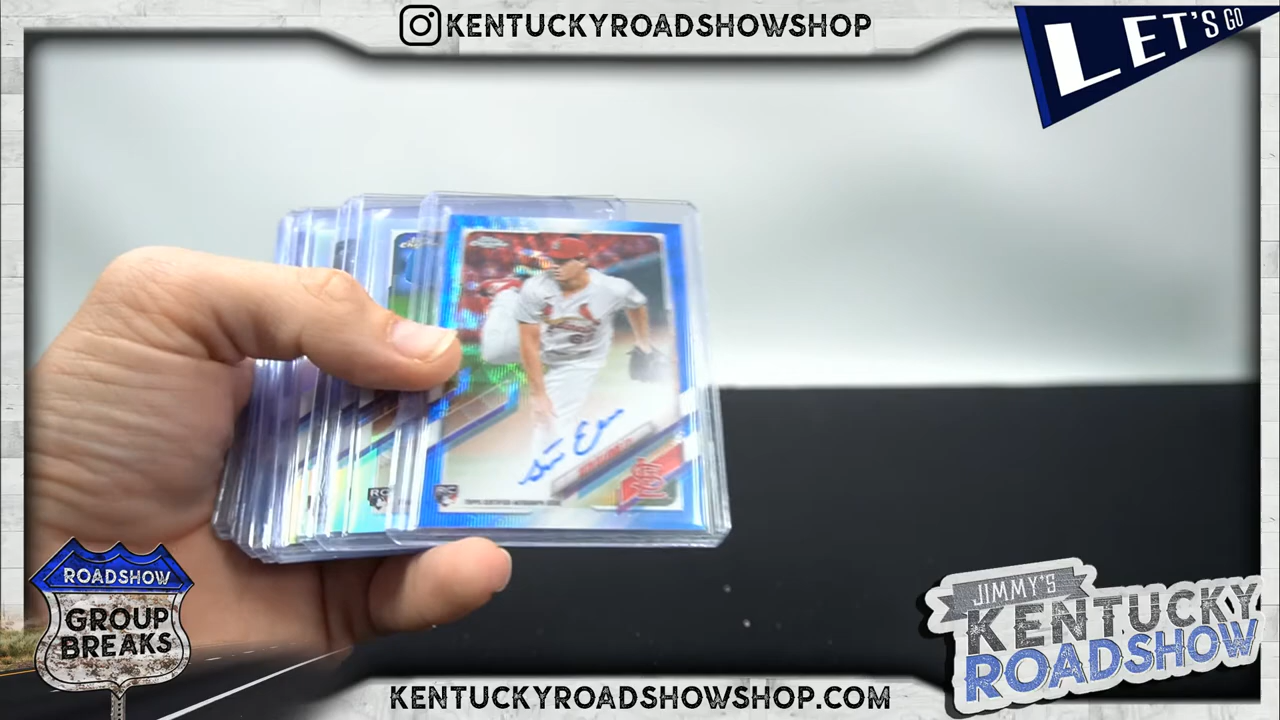 KENTUCKYROADSHOWSHOP
LET'S GO
RC
ROADSHOW
GROUP
BREAKS
JIMMY'S
KENTUCKY
ROADSHOW
KENTUCKYROADSHOWSHOP.COM